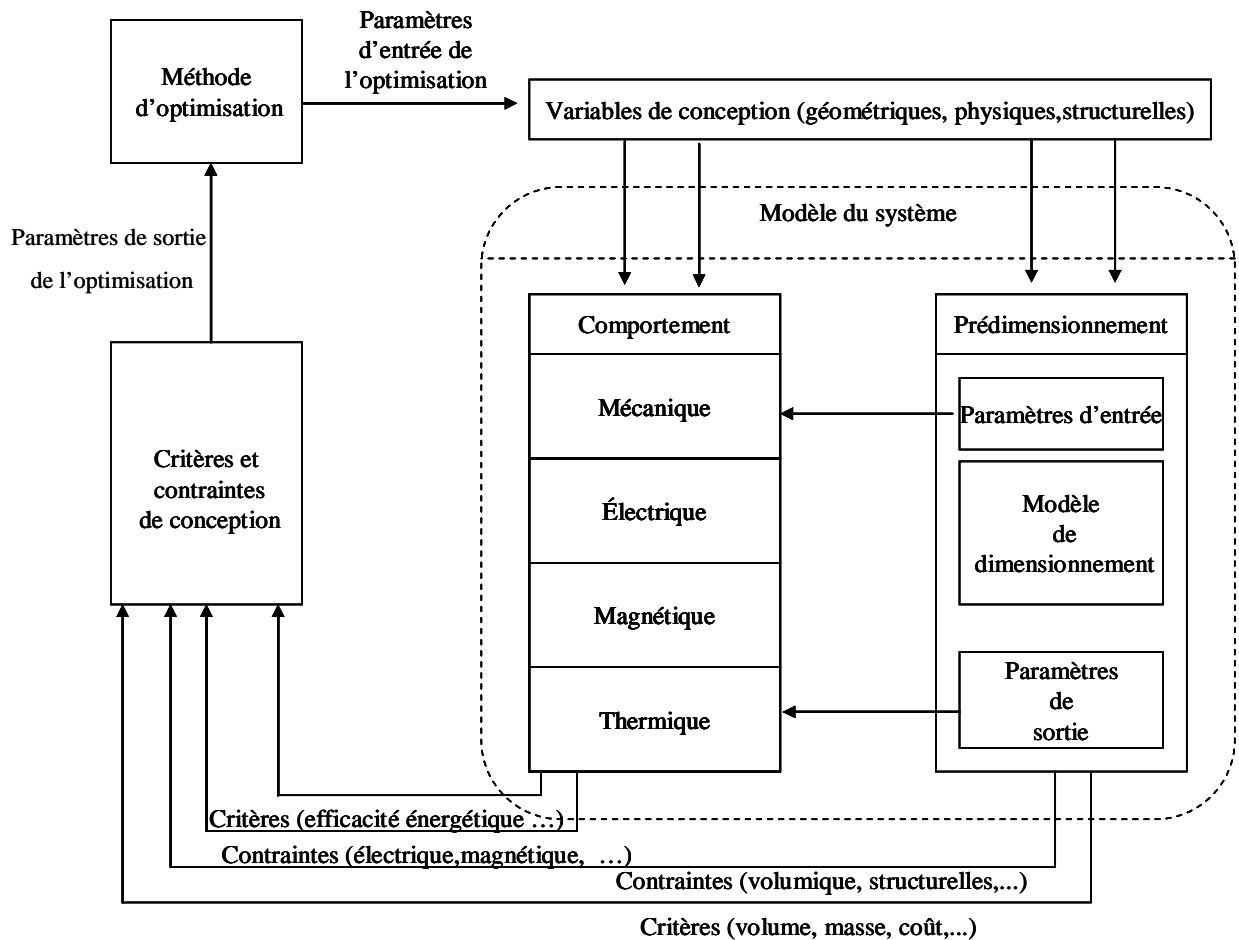 Méthode
d’optimisation
Paramètres
d’entrée de
l’optimisation
Variables de conception (géométriques, physiques,structurelles)
Modèle du système
Paramètres de sortie
de l’optimisation
Comportement
Mécanique
Électrique
Magnétique
Thermique
Prédimensionnement
Paramètres d’entrée
Modèle
de
dimensionnement
Paramètres
de
sortie
Critères et
contraintes
de conception
Critères (efficacité énergétique …)
Contraintes (électrique,magnétique, …)
Contraintes (volumique, structurelles,...)
Critères (volume, masse, coût,...)